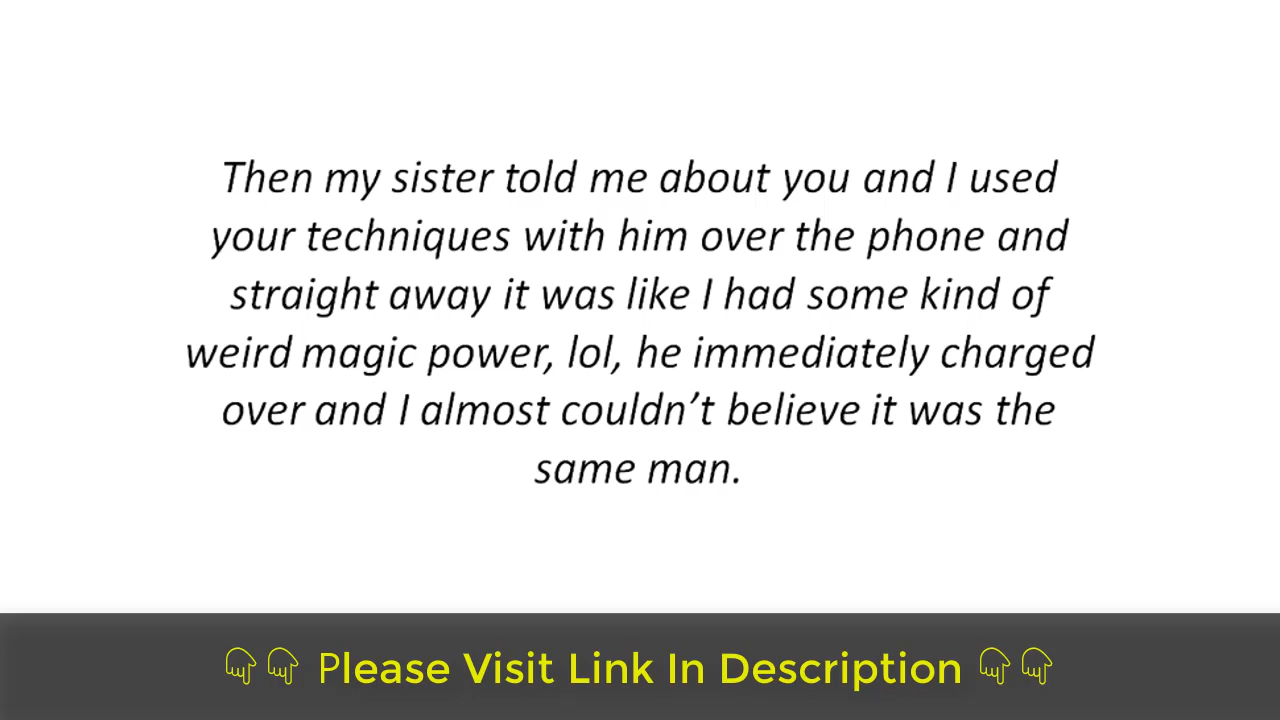 Then my sister told me about you and I used
your techniques with him over the phone and
straight away it was like I had some kind of
weird magic power, lol, he immediately charged
over and I almost couldn’t believe it was the
same man.
👇👇 Please Visit Link In Description 👇👇